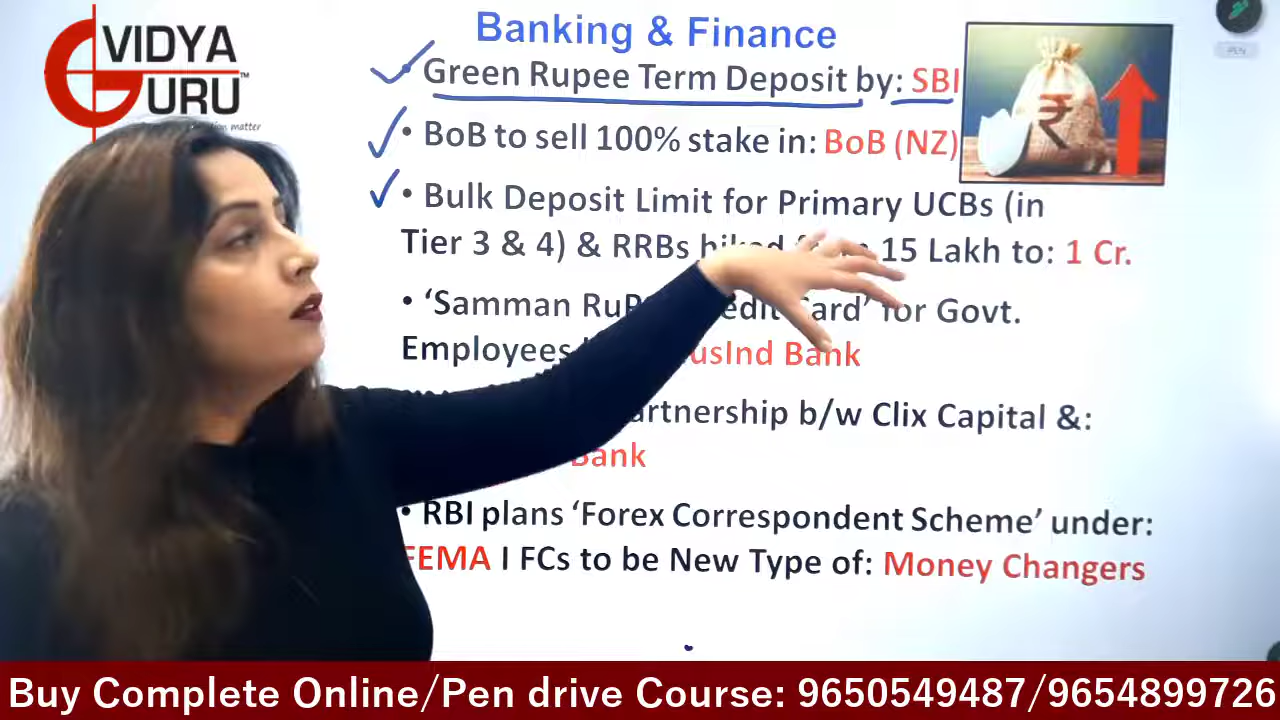 VIDYA
GURU™
Banking & Finance
• Green Rupee Term Deposit by: SBI
• BoB to sell 100% stake in: BoB (NZ)
• Bulk Deposit Limit for Primary UCBs (in
Tier 3 & 4) & RRBs hiked 15 Lakh to: 1 Cr.
• ‘Samman Card’ for Govt.
Employees Bank
b/w Clix Capital &:
Bank
• RBI plans ‘Forex Correspondent Scheme’ under:
FEMA I FCs to be New Type of: Money Changers
PEN
Buy Complete Online/Pen drive Course: 9650549487/9654899726